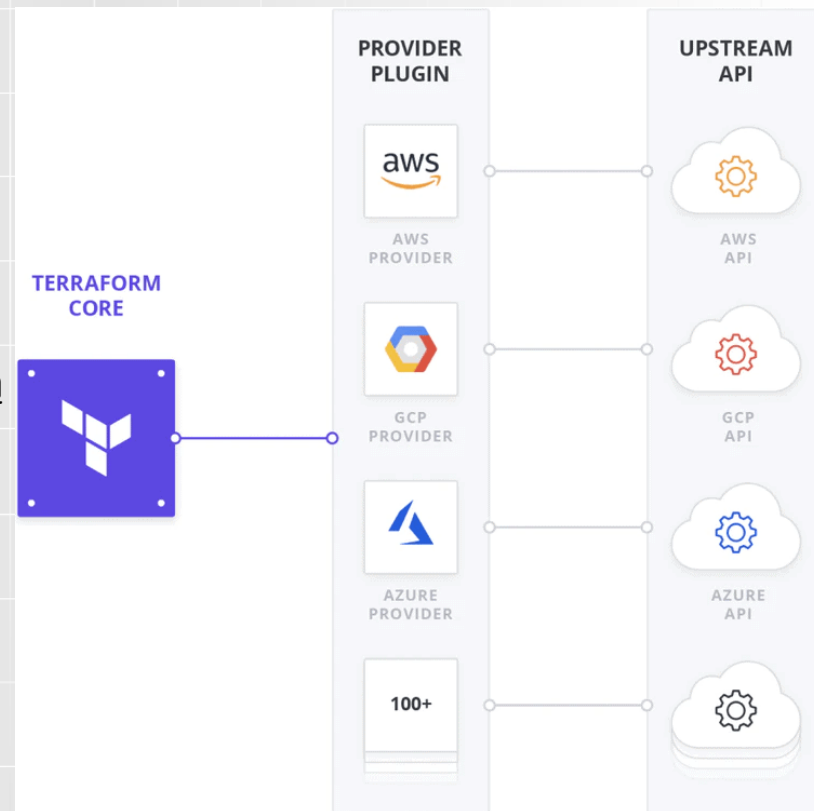 PROVIDER
PLUGIN
UPSTREAM
API
aws
AWS
PROVIDER
AWS
API
TERRAFORM
CORE
GCP
PROVIDER
GCP
API
AZURE
PROVIDER
AZURE
API
100+